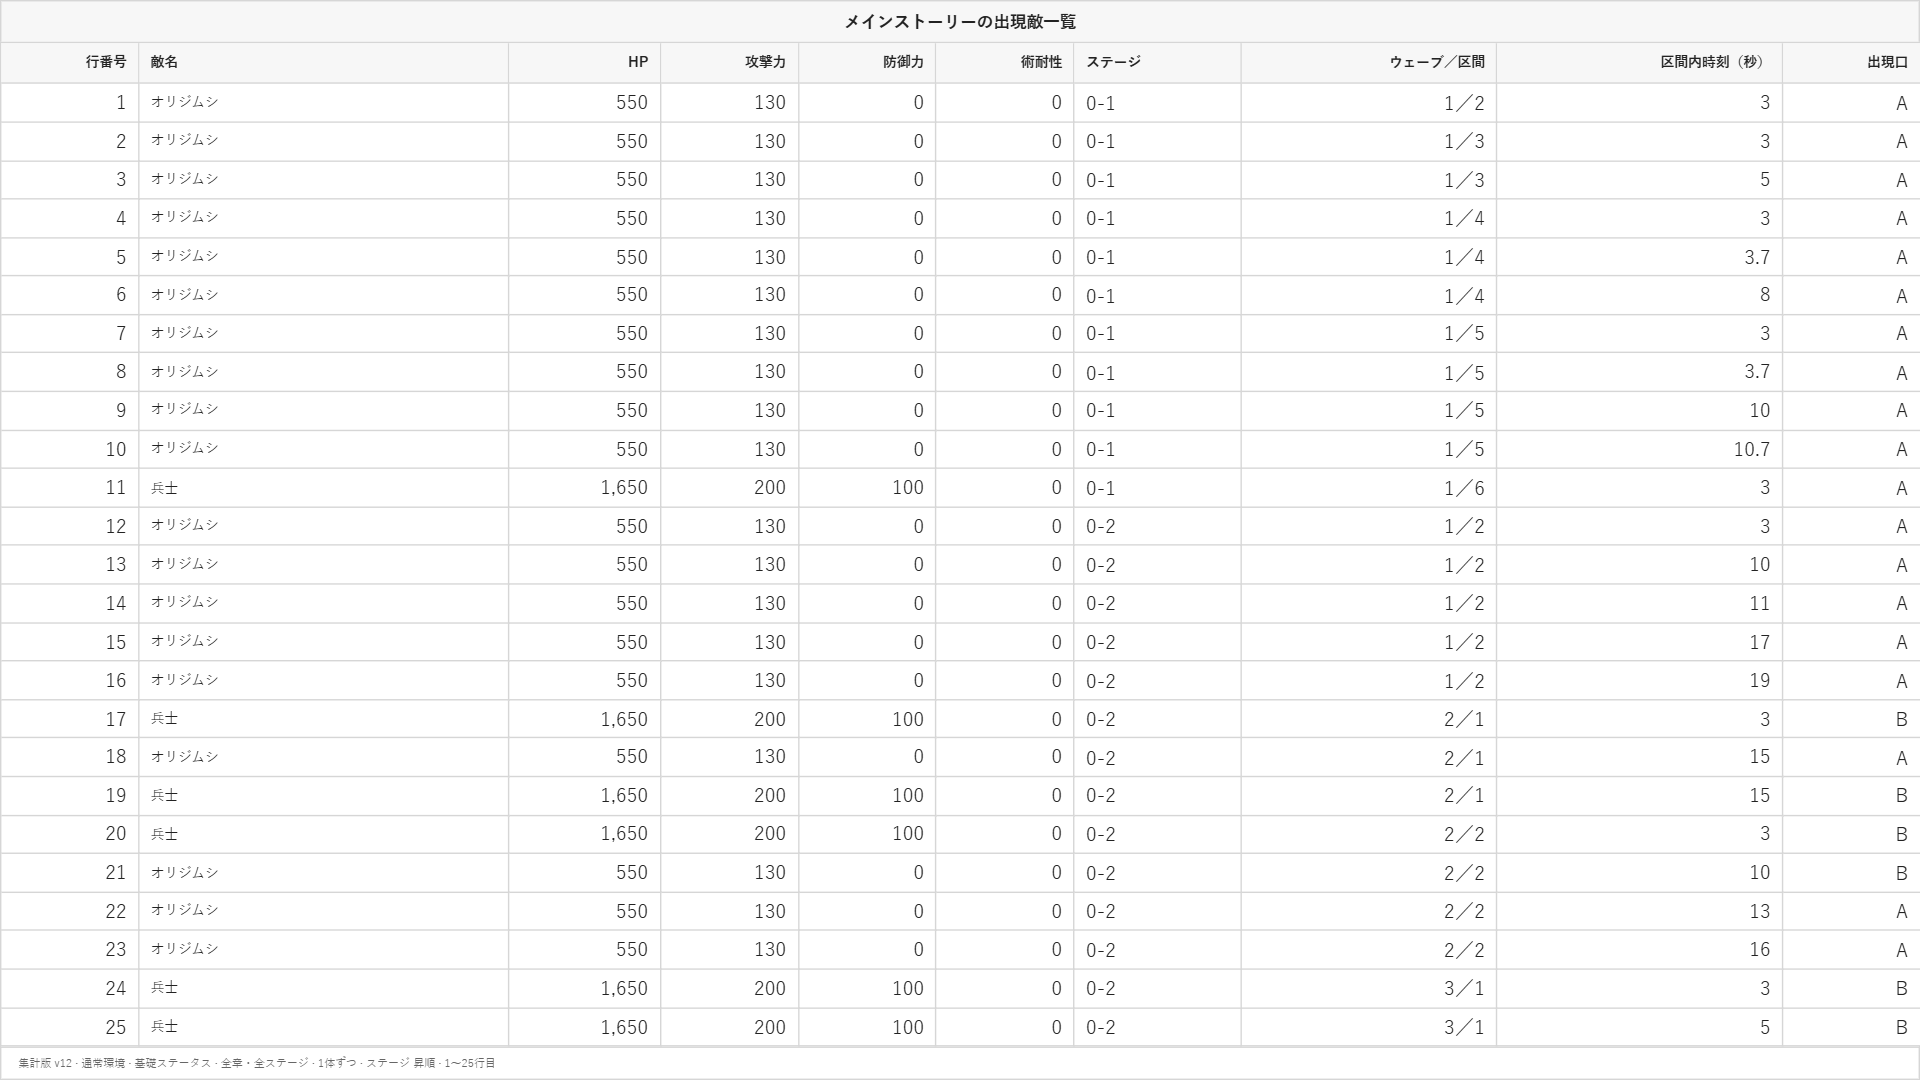 メインストーリーの出現敵一覧
行番号 敵名 HP 攻撃力 防御力 術耐性 ステージ ウェーブ／区間 区間内時刻（秒） 出現口
1 オリジムシ 550 130 0 0 0-1 1／2 3 A
2 オリジムシ 550 130 0 0 0-1 1／3 3 A
3 オリジムシ 550 130 0 0 0-1 1／3 5 A
4 オリジムシ 550 130 0 0 0-1 1／4 3 A
5 オリジムシ 550 130 0 0 0-1 1／4 3.7 A
6 オリジムシ 550 130 0 0 0-1 1／4 8 A
7 オリジムシ 550 130 0 0 0-1 1／5 3 A
8 オリジムシ 550 130 0 0 0-1 1／5 3.7 A
9 オリジムシ 550 130 0 0 0-1 1／5 10 A
10 オリジムシ 550 130 0 0 0-1 1／5 10.7 A
11 兵士 1,650 200 100 0 0-1 1／6 3 A
12 オリジムシ 550 130 0 0 0-2 1／2 3 A
13 オリジムシ 550 130 0 0 0-2 1／2 10 A
14 オリジムシ 550 130 0 0 0-2 1／2 11 A
15 オリジムシ 550 130 0 0 0-2 1／2 17 A
16 オリジムシ 550 130 0 0 0-2 1／2 19 A
17 兵士 1,650 200 100 0 0-2 2／1 3 B
18 オリジムシ 550 130 0 0 0-2 2／1 15 A
19 兵士 1,650 200 100 0 0-2 2／1 15 B
20 兵士 1,650 200 100 0 0-2 2／2 3 B
21 オリジムシ 550 130 0 0 0-2 2／2 10 B
22 オリジムシ 550 130 0 0 0-2 2／2 13 A
23 オリジムシ 550 130 0 0 0-2 2／2 16 A
24 兵士 1,650 200 100 0 0-2 3／1 3 B
25 兵士 1,650 200 100 0 0-2 3／1 5 B
集計版 v12 · 通常環境 · 基礎ステータス · 全章・全ステージ · 1体ずつ · ステージ 昇順 · 1〜25行目